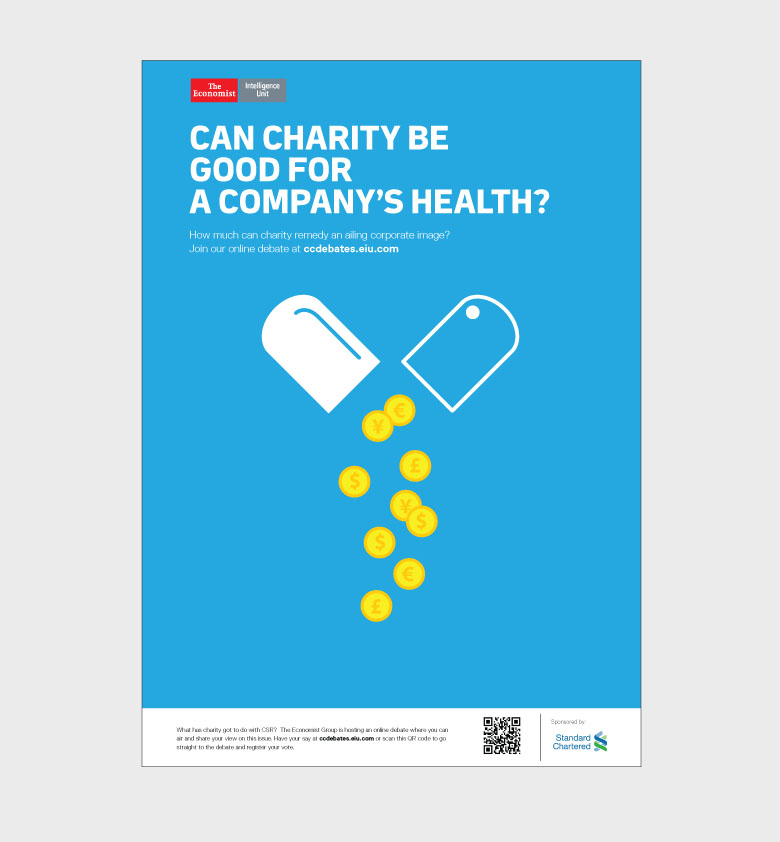 The
Economist
Intelligence
Unit
CAN CHARITY BE
GOOD FOR
A COMPANY’S HEALTH?
How much can charity remedy an ailing corporate image?
Join our online debate at ccdebates.eiu.com
¥ €
$ £
¥ $
$
€
£
What has charity got to do with CSR? The Economist Group is hosting an online debate where you can
air and share your view on this issue. Have your say at ccdebates.eiu.com or scan this QR code to go
straight to the debate and register your vote.
Sponsored by:
Standard
Chartered